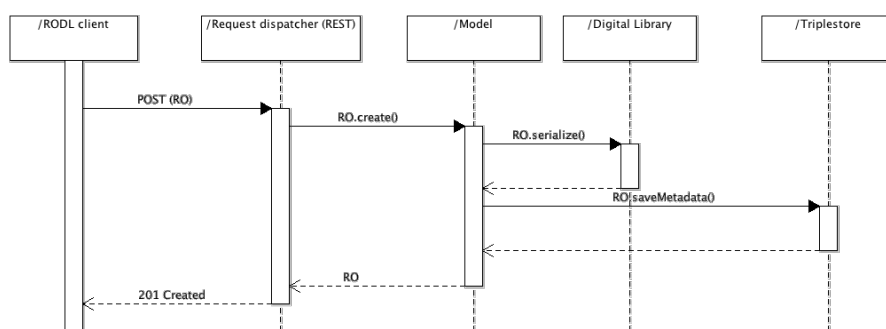 /RODL client
/Request dispatcher (REST)
/Model
/Digital Library
/Triplestore
POST (RO)
RO.create()
RO.serialize()
RO.saveMetadata()
RO
201 Created